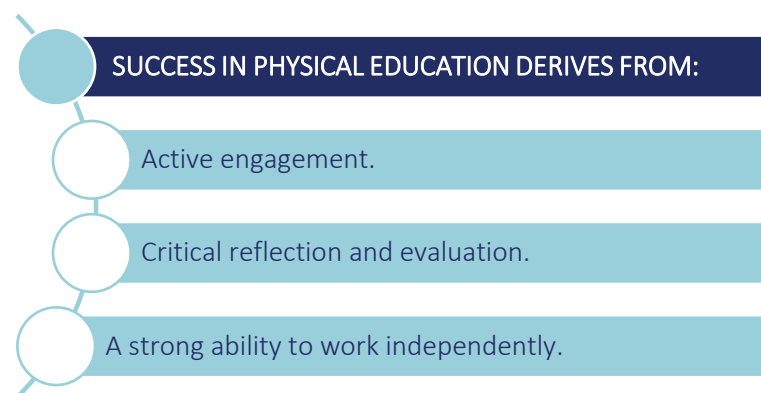 SUCCESS IN PHYSICAL EDUCATION DERIVES FROM:
Active engagement.
Critical reflection and evaluation.
A strong ability to work independently.